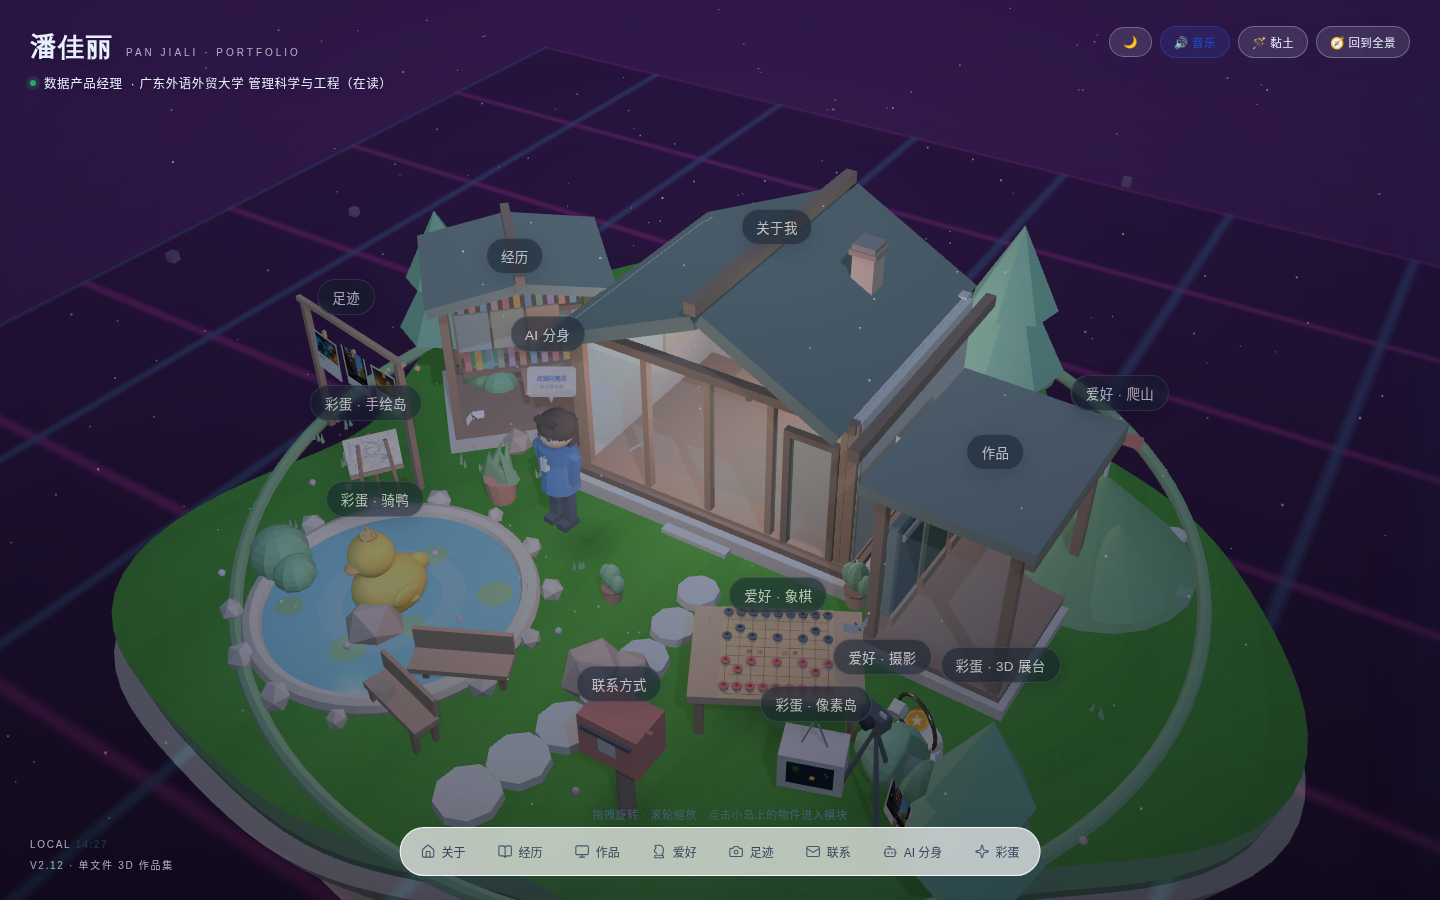 潘佳丽 PAN JIALI · PORTFOLIO
数据产品经理 · 广东外语外贸大学 管理科学与工程（在读）
🌙 🔊 音乐 🪄 黏土 🧭 回到全景
关于我
经历
足迹
AI 分身
爱好 · 爬山
彩蛋 · 手绘岛
作品
彩蛋 · 骑鸭
爱好 · 象棋
爱好 · 摄影
彩蛋 · 3D 展台
联系方式
彩蛋 · 像素岛
拖拽旋转 · 滚轮缩放 · 点击小岛上的物件进入模块
LOCAL 14:27
V2.12 · 单文件 3D 作品集
关于 经历 作品 爱好 足迹 联系 AI 分身 彩蛋